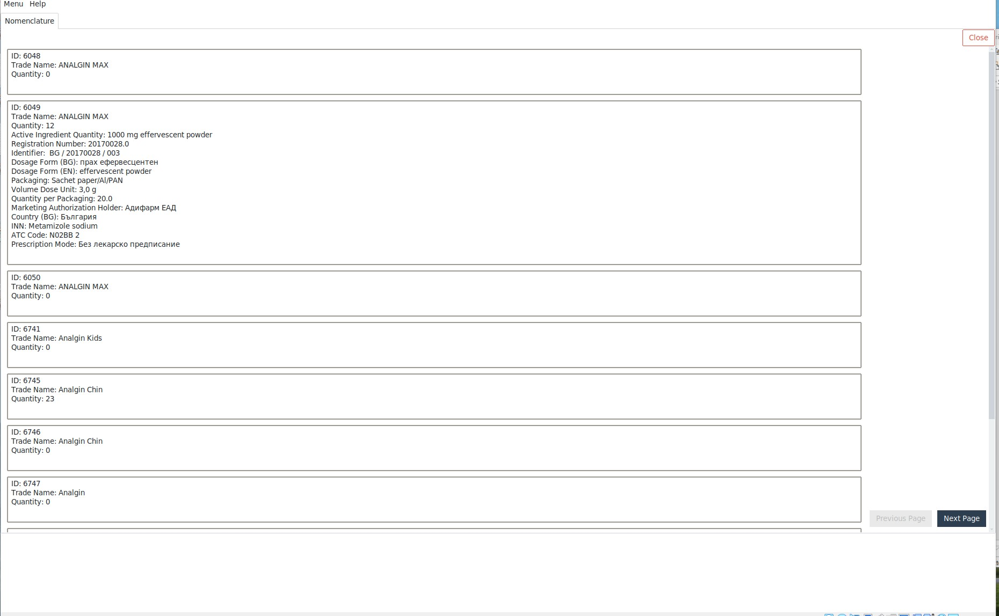 Menu Help
Nomenclature
Close
ID: 6048
Trade Name: ANALGIN MAX
Quantity: 0
ID: 6049
Trade Name: ANALGIN MAX
Quantity: 12
Active Ingredient Quantity: 1000 mg effervescent powder
Registration Number: 20170028.0
Identifier:  BG / 20170028 / 003
Dosage Form (BG): прах ефервесцентен
Dosage Form (EN): effervescent powder
Packaging: Sachet paper/Al/PAN
Volume Dose Unit: 3,0 g
Quantity per Packaging: 20.0
Marketing Authorization Holder: Адифарм ЕАД
Country (BG): България
INN: Metamizole sodium
ATC Code: N02BB 2
Prescription Mode: Без лекарско предписание
ID: 6050
Trade Name: ANALGIN MAX
Quantity: 0
ID: 6741
Trade Name: Analgin Kids
Quantity: 0
ID: 6745
Trade Name: Analgin Chin
Quantity: 23
ID: 6746
Trade Name: Analgin Chin
Quantity: 0
ID: 6747
Trade Name: Analgin
Quantity: 0
Previous Page Next Page